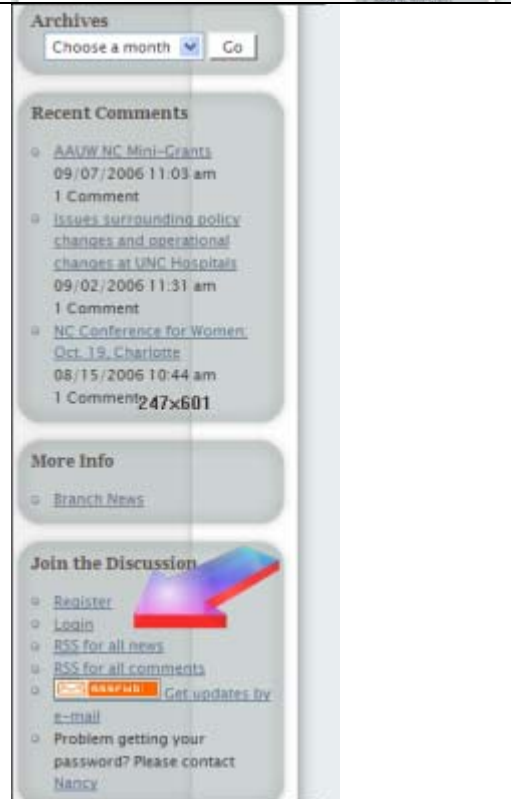 Archives
Choose a month Go
Recent Comments
AAUW NC Mini-Grants
09/07/2006 11:03 am
1 Comment
Issues surrounding policy
changes and operational
changes at UNC Hospitals
09/02/2006 11:31 am
1 Comment
NC Conference for Women:
Oct. 19, Charlotte
08/15/2006 10:44 am
1 Comment
247×601
More Info
Branch News
Join the Discussion
Register
Login
RSS for all news
RSS for all comments
Get updates by
e-mail
Problem getting your
password? Please contact
Nancy